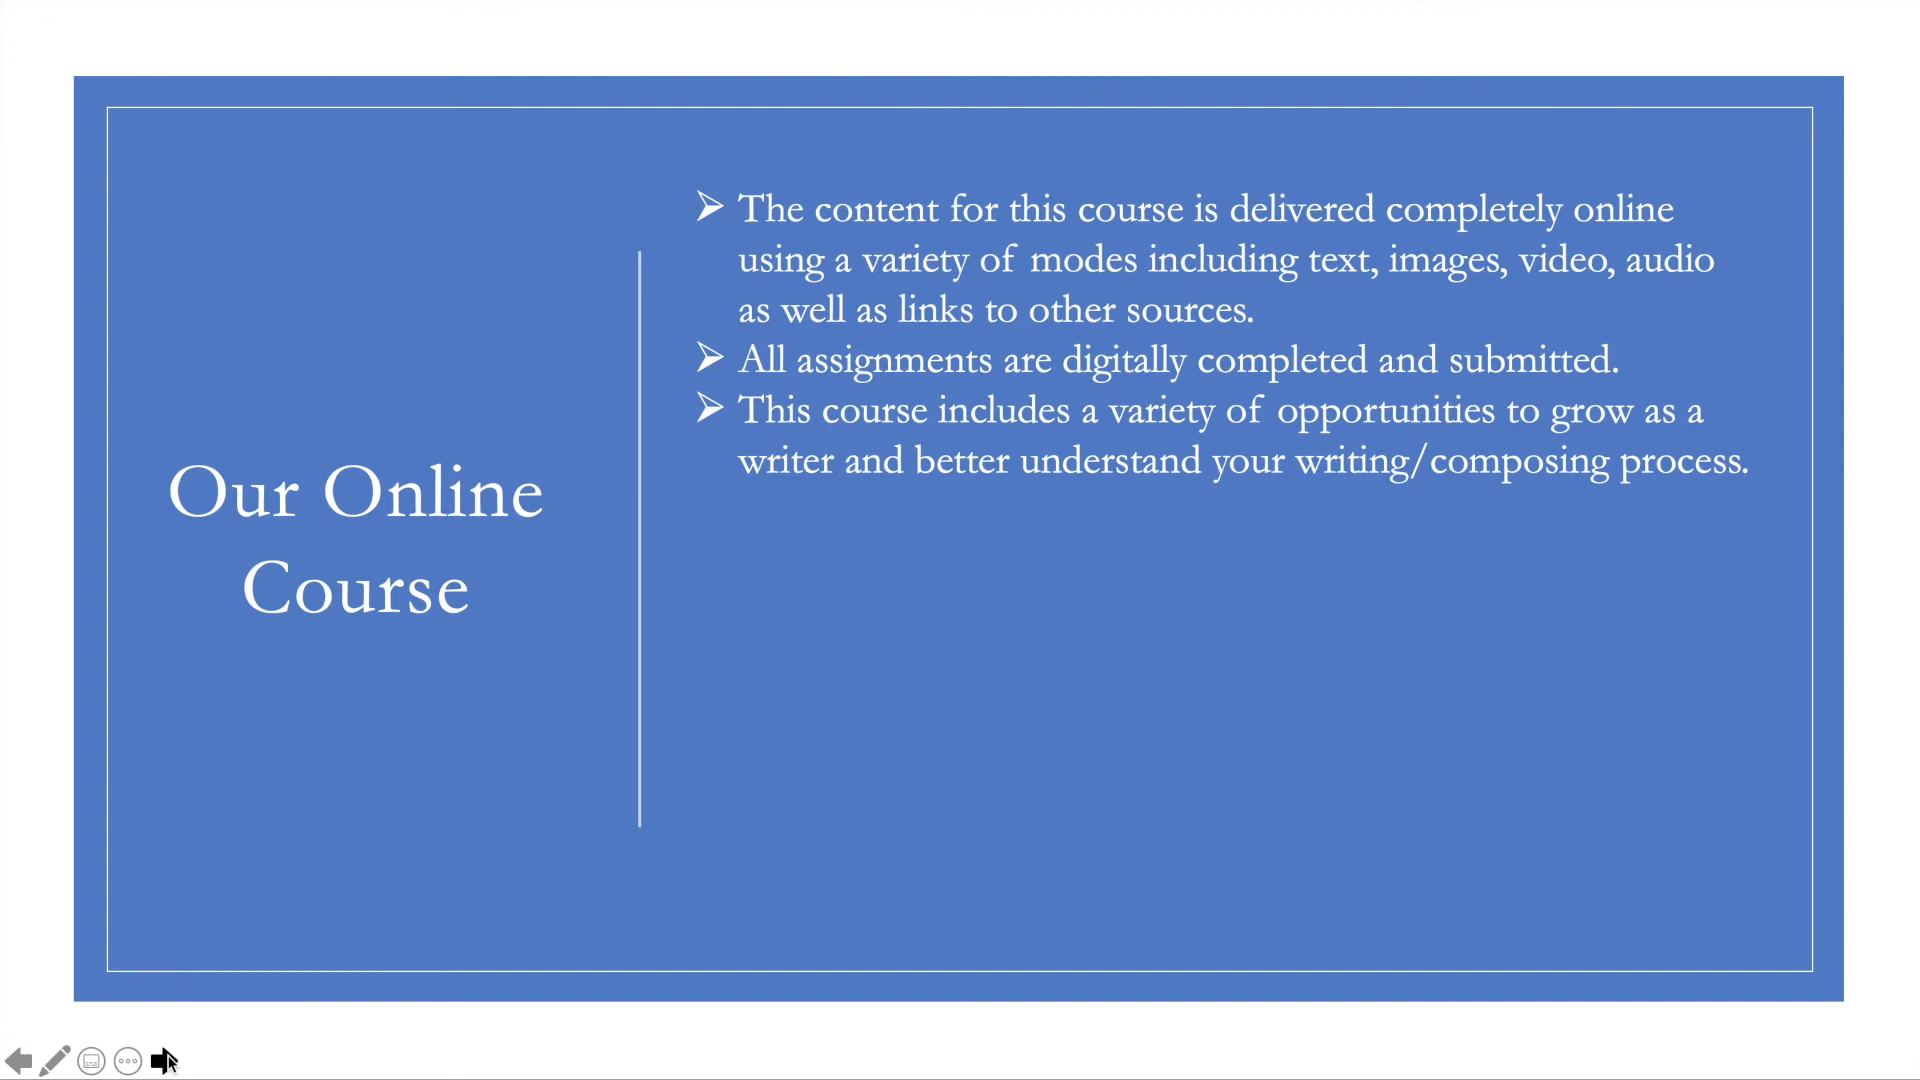 Our Online
Course
The content for this course is delivered completely online
using a variety of modes including text, images, video, audio
as well as links to other sources.
All assignments are digitally completed and submitted.
This course includes a variety of opportunities to grow as a
writer and better understand your writing/composing process.